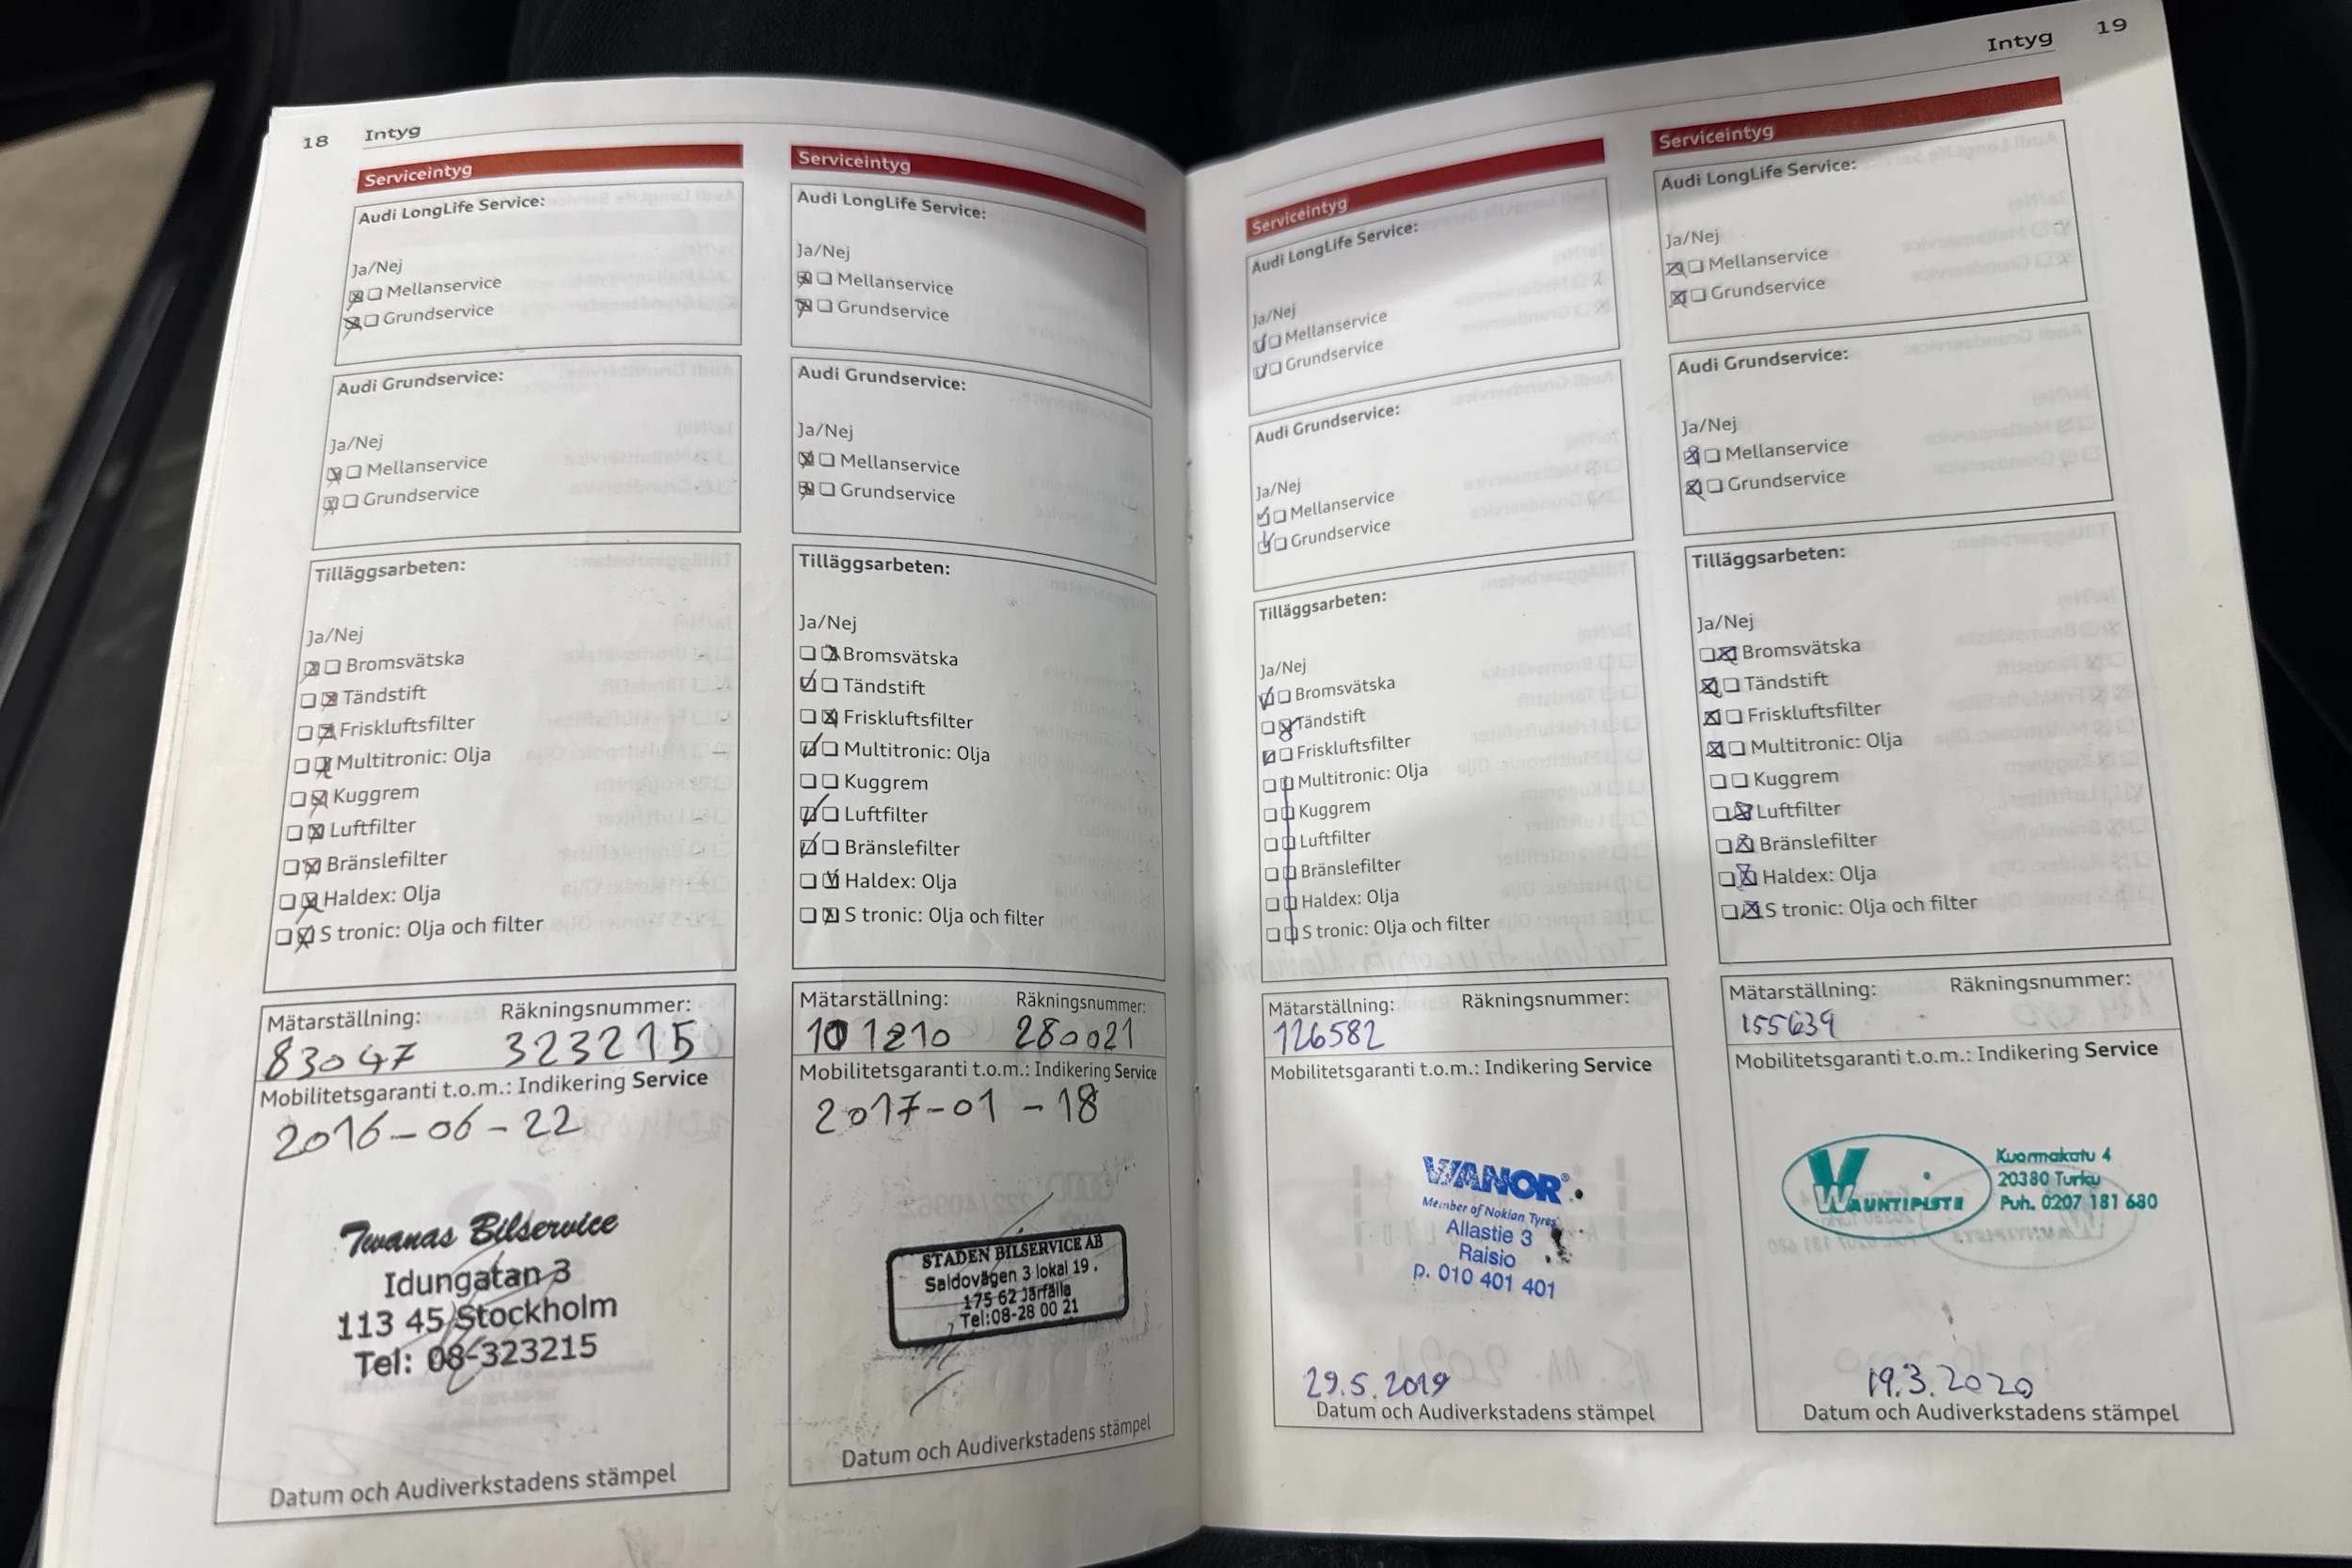 18 Intyg
Serviceintyg
Audi LongLife Service:
Ja/Nej
Mellanservice
Grundservice
Audi Grundservice:
Ja/Nej
Mellanservice
Grundservice
Tilläggsarbeten:
Ja/Nej
Bromsvätska
Tändstift
Friskluftsfilter
Multitronic: Olja
Kuggrem
Luftfilter
Bränslefilter
Haldex: Olja
S tronic: Olja och filter
Mätarställning: Räkningsnummer:
83047 323215
Mobilitetsgaranti t.o.m.: Indikering Service
2016-06-22
Twanas Bilservice
Idungatan 3
113 45 Stockholm
Tel: 08-323215
Datum och Audiverkstadens stämpel
Serviceintyg
Audi LongLife Service:
Ja/Nej
Mellanservice
Grundservice
Audi Grundservice:
Ja/Nej
Mellanservice
Grundservice
Tilläggsarbeten:
Ja/Nej
Bromsvätska
Tändstift
Friskluftsfilter
Multitronic: Olja
Kuggrem
Luftfilter
Bränslefilter
Haldex: Olja
S tronic: Olja och filter
Mätarställning: Räkningsnummer:
101210 280021
Mobilitetsgaranti t.o.m.: Indikering Service
2017-01-18
STADEN BILSERVICE AB
Saldovägen 3 lokal 19.
175 62 Järfälla
Tel:08-28 00 21
Datum och Audiverkstadens stämpel
Intyg 19
Serviceintyg
Audi LongLife Service:
Ja/Nej
Mellanservice
Grundservice
Audi Grundservice:
Ja/Nej
Mellanservice
Grundservice
Tilläggsarbeten:
Ja/Nej
Bromsvätska
Tändstift
Friskluftsfilter
Multitronic: Olja
Kuggrem
Luftfilter
Bränslefilter
Haldex: Olja
S tronic: Olja och filter
Mätarställning: Räkningsnummer:
126582
Mobilitetsgaranti t.o.m.: Indikering Service
VIANOR®
Member of Nokian Tyres
Allastie 3
Raisio
p. 010 401 401
29.5.2019
Datum och Audiverkstadens stämpel
Serviceintyg
Audi LongLife Service:
Ja/Nej
Mellanservice
Grundservice
Audi Grundservice:
Ja/Nej
Mellanservice
Grundservice
Tilläggsarbeten:
Ja/Nej
Bromsvätska
Tändstift
Friskluftsfilter
Multitronic: Olja
Kuggrem
Luftfilter
Bränslefilter
Haldex: Olja
S tronic: Olja och filter
Mätarställning: Räkningsnummer:
155639
Mobilitetsgaranti t.o.m.: Indikering Service
WAUNTIPISTE
Kuormakatu 4
20380 Turku
Puh. 0207 181 680
19.3.2020
Datum och Audiverkstadens stämpel